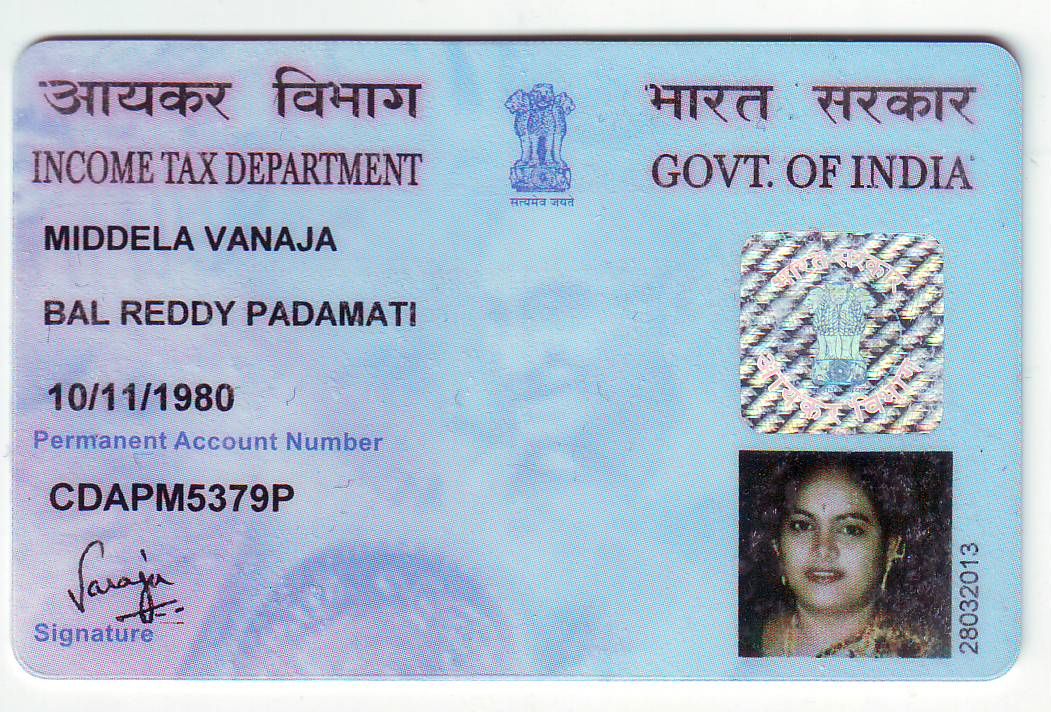 आयकर विभाग
INCOME TAX DEPARTMENT
सत्यमेव जयते
भारत सरकार
GOVT. OF INDIA
MIDDELA VANAJA
BAL REDDY PADAMATI
10/11/1980
Permanent Account Number
CDAPM5379P
Vanaja
Signature
भारत सरकार
आयकर विभाग
28032013